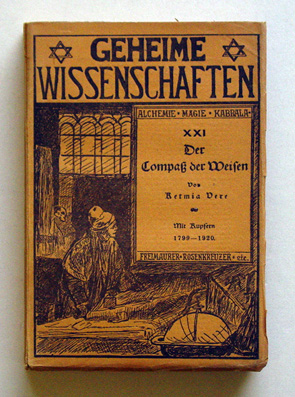 GEHEIME
WISSENSCHAFTEN
ALCHEMIE • MAGIE • KABBALA •
XXI
Der
Compaß der Weisen
Von
Ketmia Vere
Mit Kupfern
1799—1920.
FREIMAURER • ROSENKREUZER • etc.